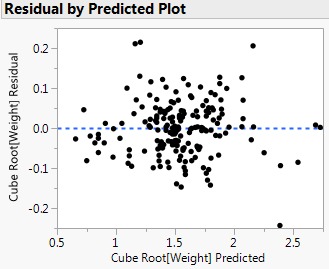 Residual by Predicted Plot
Cube Root[Weight] Residual
0.2
0.1
0.0
-0.1
-0.2
0.5 1 1.5 2 2.5
Cube Root[Weight] Predicted